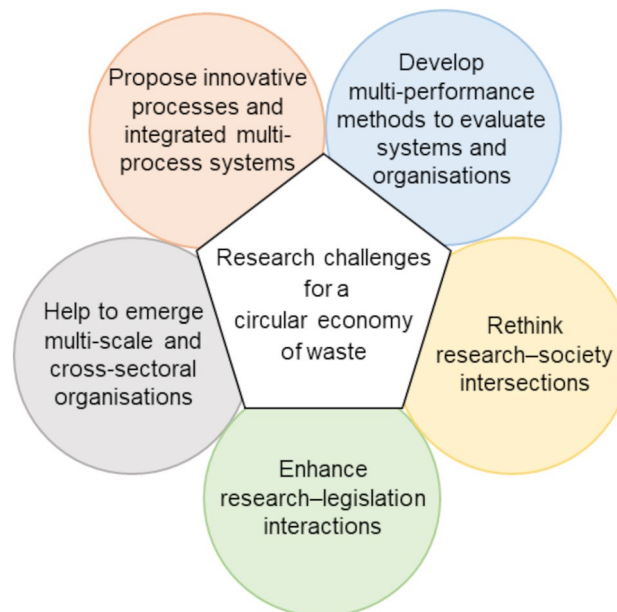 Propose innovative
processes and
integrated multi-
process systems
Develop
multi-performance
methods to evaluate
systems and
organisations
Research challenges
for a
circular economy
of waste
Help to emerge
multi-scale and
cross-sectoral
organisations
Rethink
research–society
intersections
Enhance
research–legislation
interactions